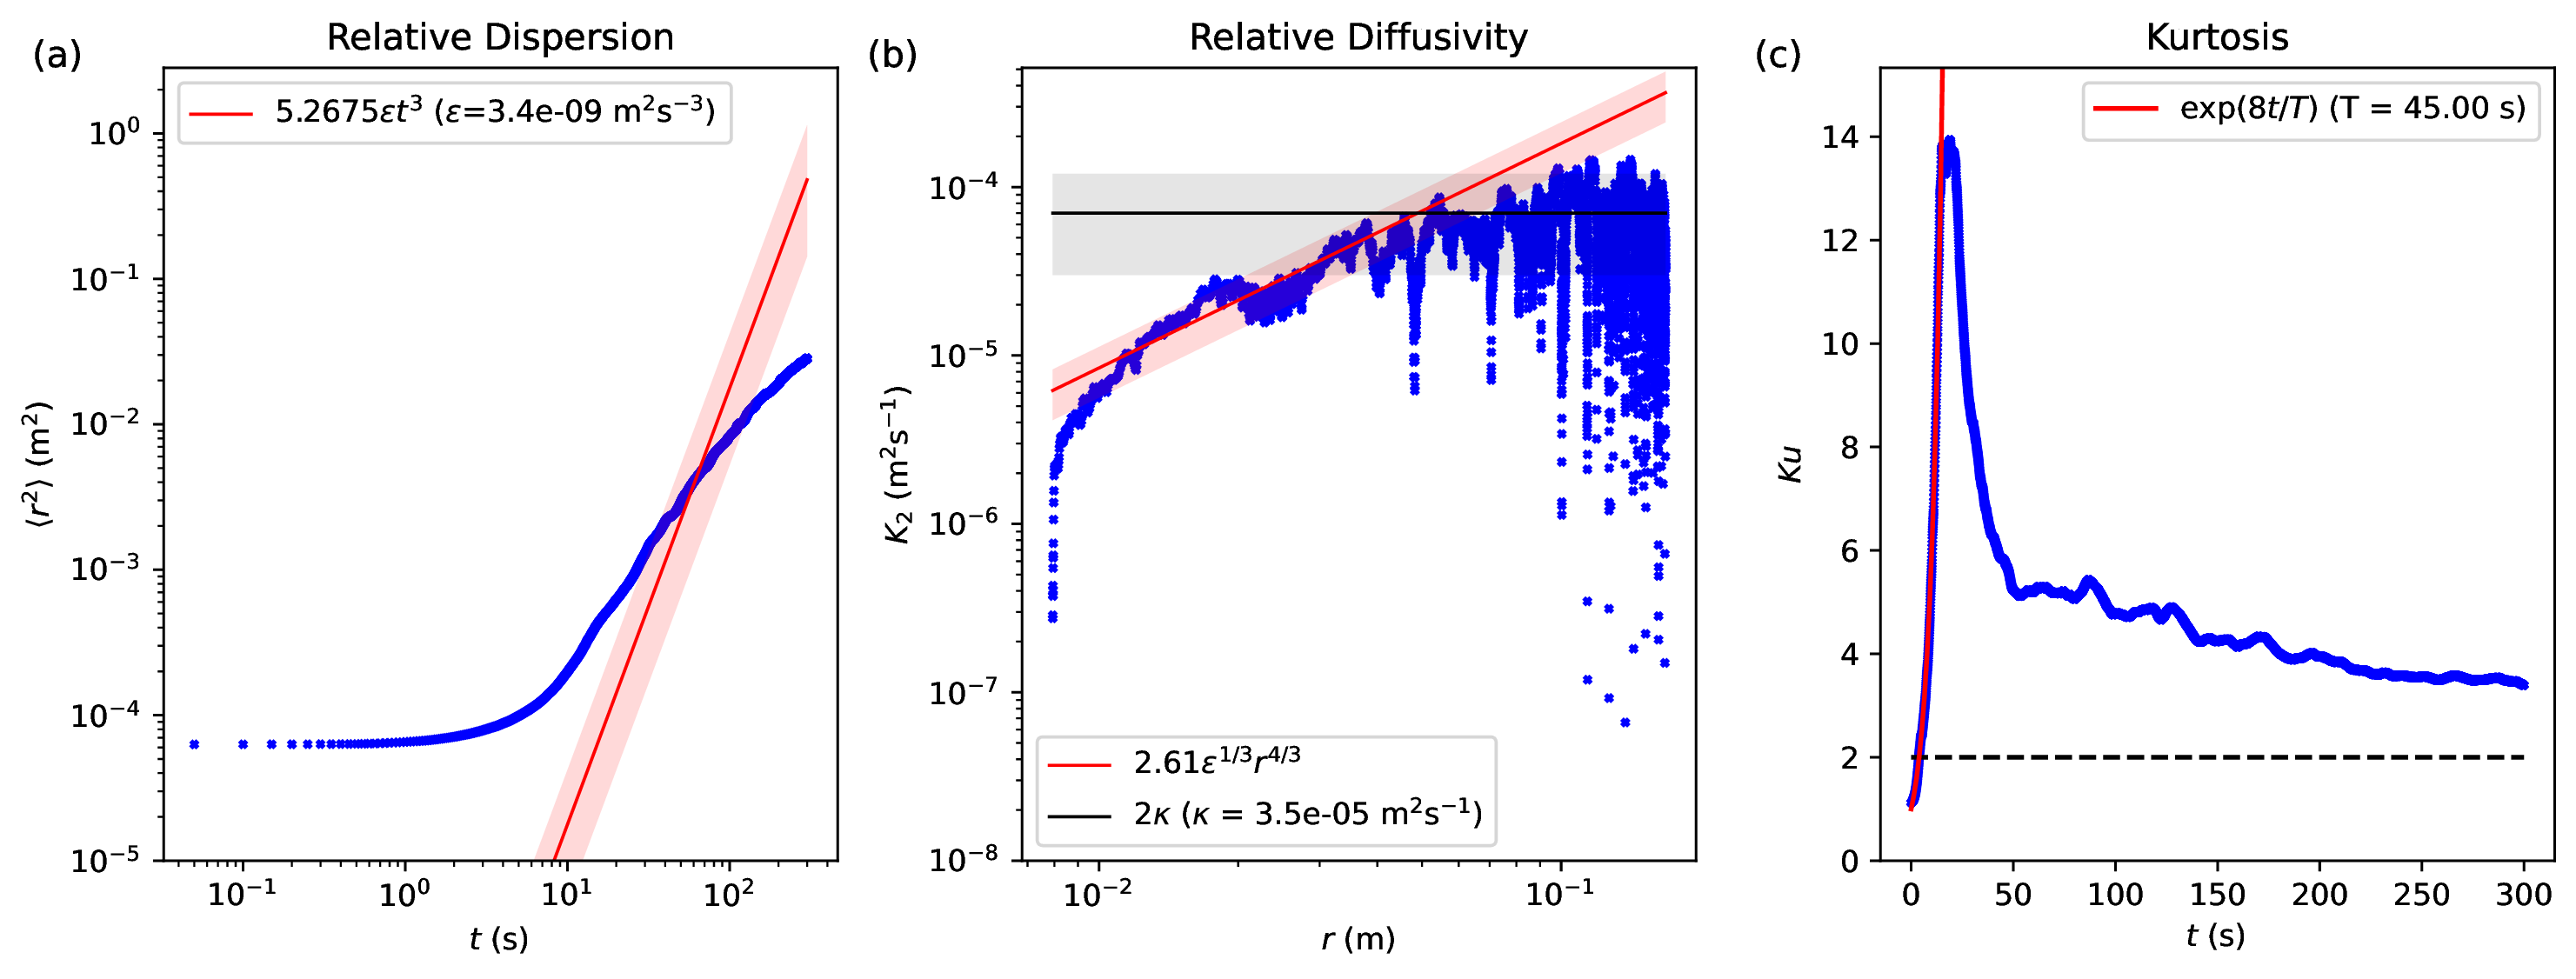 (a)
Relative Dispersion
5.2675εt³ (ε=3.4e-09 m²s⁻³)
10⁰
10⁻¹
10⁻²
10⁻³
10⁻⁴
10⁻⁵
⟨r²⟩ (m²)
10⁻¹ 10⁰ 10¹ 10²
t (s)
(b)
Relative Diffusivity
10⁻⁴
10⁻⁵
10⁻⁶
10⁻⁷
10⁻⁸
K₂ (m²s⁻¹)
2.61ε^{1/3}r^{4/3}
2κ (κ = 3.5e-05 m²s⁻¹)
10⁻² 10⁻¹
r (m)
(c)
Kurtosis
exp(8t/T) (T = 45.00 s)
14
12
10
8
6
4
2
0
Ku
0 50 100 150 200 250 300
t (s)